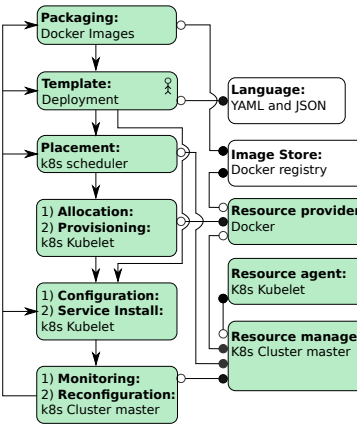 Packaging:
Docker Images
Template:
Deployment
Placement:
k8s scheduler
1) Allocation:
2) Provisioning:
k8s Kubelet
1) Configuration:
2) Service Install:
k8s Kubelet
1) Monitoring:
2) Reconfiguration:
k8s Cluster master
Language:
YAML and JSON
Image Store:
Docker registry
Resource provider
Docker
Resource agent:
K8s Kubelet
Resource manage
K8s Cluster master